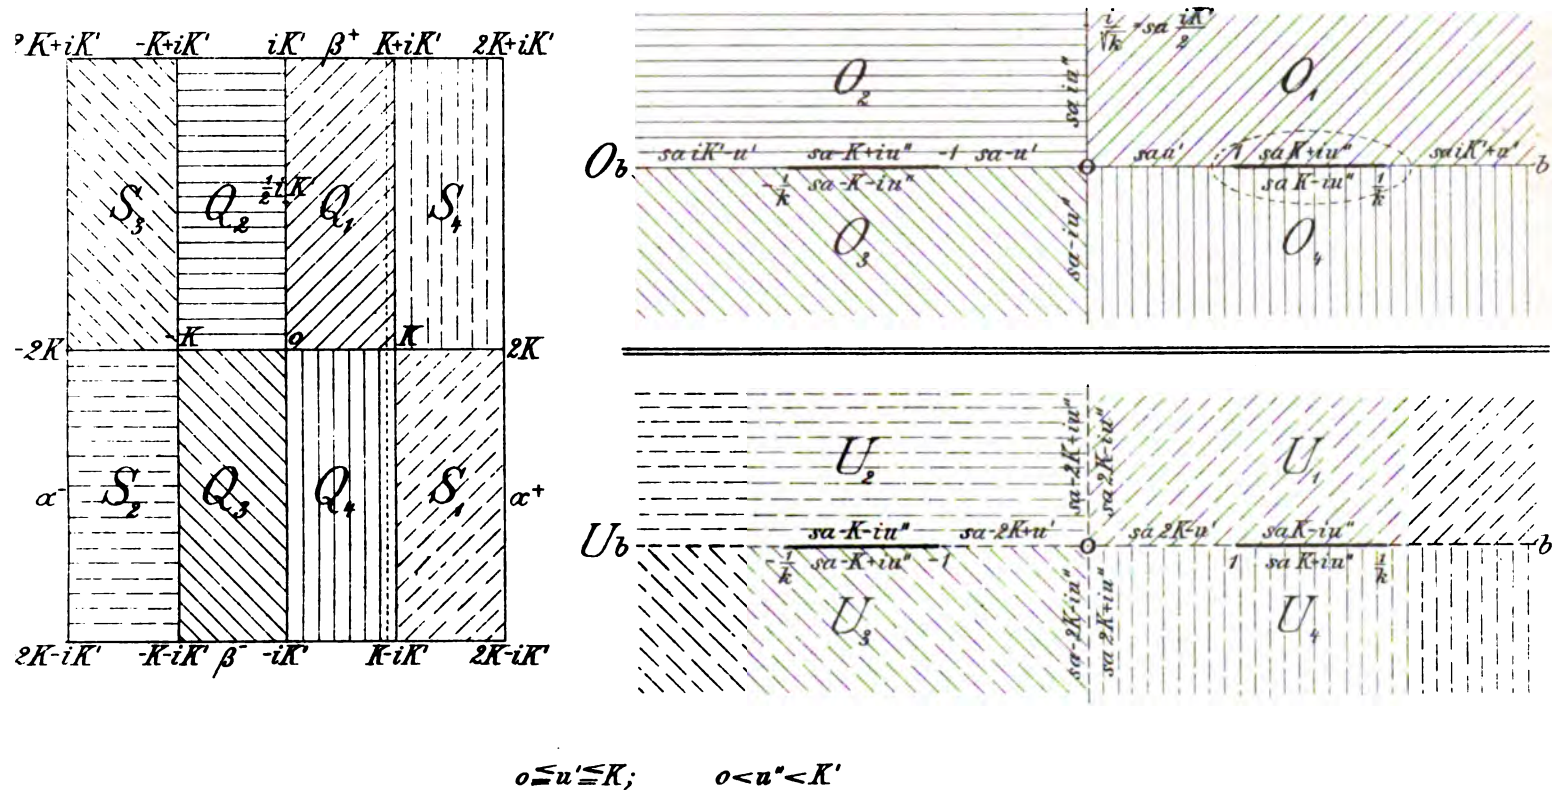 2K+iK' -K+iK' iK' β⁺ K+iK' 2K+iK'
S₃ Q₂ ½iK' Q₁ S₄
-K o K
-2K 2K
α⁻ S₂ Q₃ Q₄ S₁ α⁺
2K-iK' -K-iK' β⁻ -iK' K-iK' 2K-iK'
i/√k = sa iK'/2
O₂ sa iu" O₁
O b sa iK'-u' sa-K+iu" -1 sa-u' O sa u' 1 sa K+iu" sa iK'+u' b
-1/k sa-K-iu" sa K-iu" 1/k
O₃ sa-iu" O₄
U₂ sa-2K+iu" sa 2K-iu" U₁
U b sa-K-iu" sa-2K+u' O sa 2K-u' sa K-iu" b
-1/k sa-K+iu" -1 1 sa K+iu" 1/k
U₃ sa-2K-iu" sa 2K+iu" U₄
o≦u'≦K; o<u"<K'